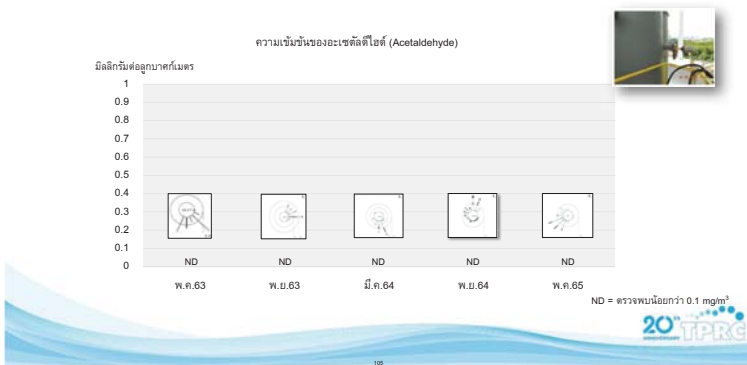 ความเข้มข้นของอะเซตัลดีไฮด์ (Acetaldehyde)
มิลลิกรัมต่อลูกบาศก์เมตร
1
0.9
0.8
0.7
0.6
0.5
0.4
0.3
0.2
0.1
0
ND ND ND ND ND
พ.ค.63 พ.ย.63 มี.ค.64 พ.ย.64 พ.ค.65
ND = ตรวจพบน้อยกว่า 0.1 mg/m³
20th TPRC
ANNIVERSARY
105